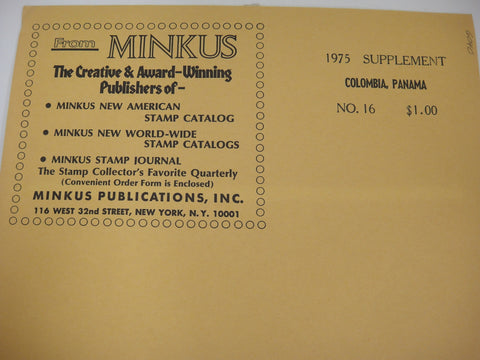 From MINKUS
The Creative & Award-Winning
Publishers of-
• MINKUS NEW AMERICAN
STAMP CATALOG
• MINKUS NEW WORLD-WIDE
STAMP CATALOGS
• MINKUS STAMP JOURNAL
The Stamp Collector's Favorite Quarterly
(Convenient Order Form is Enclosed)
MINKUS PUBLICATIONS, INC.
116 WEST 32nd STREET, NEW YORK, N.Y. 10001
1975 SUPPLEMENT
COLOMBIA, PANAMA
NO. 16 $1.00